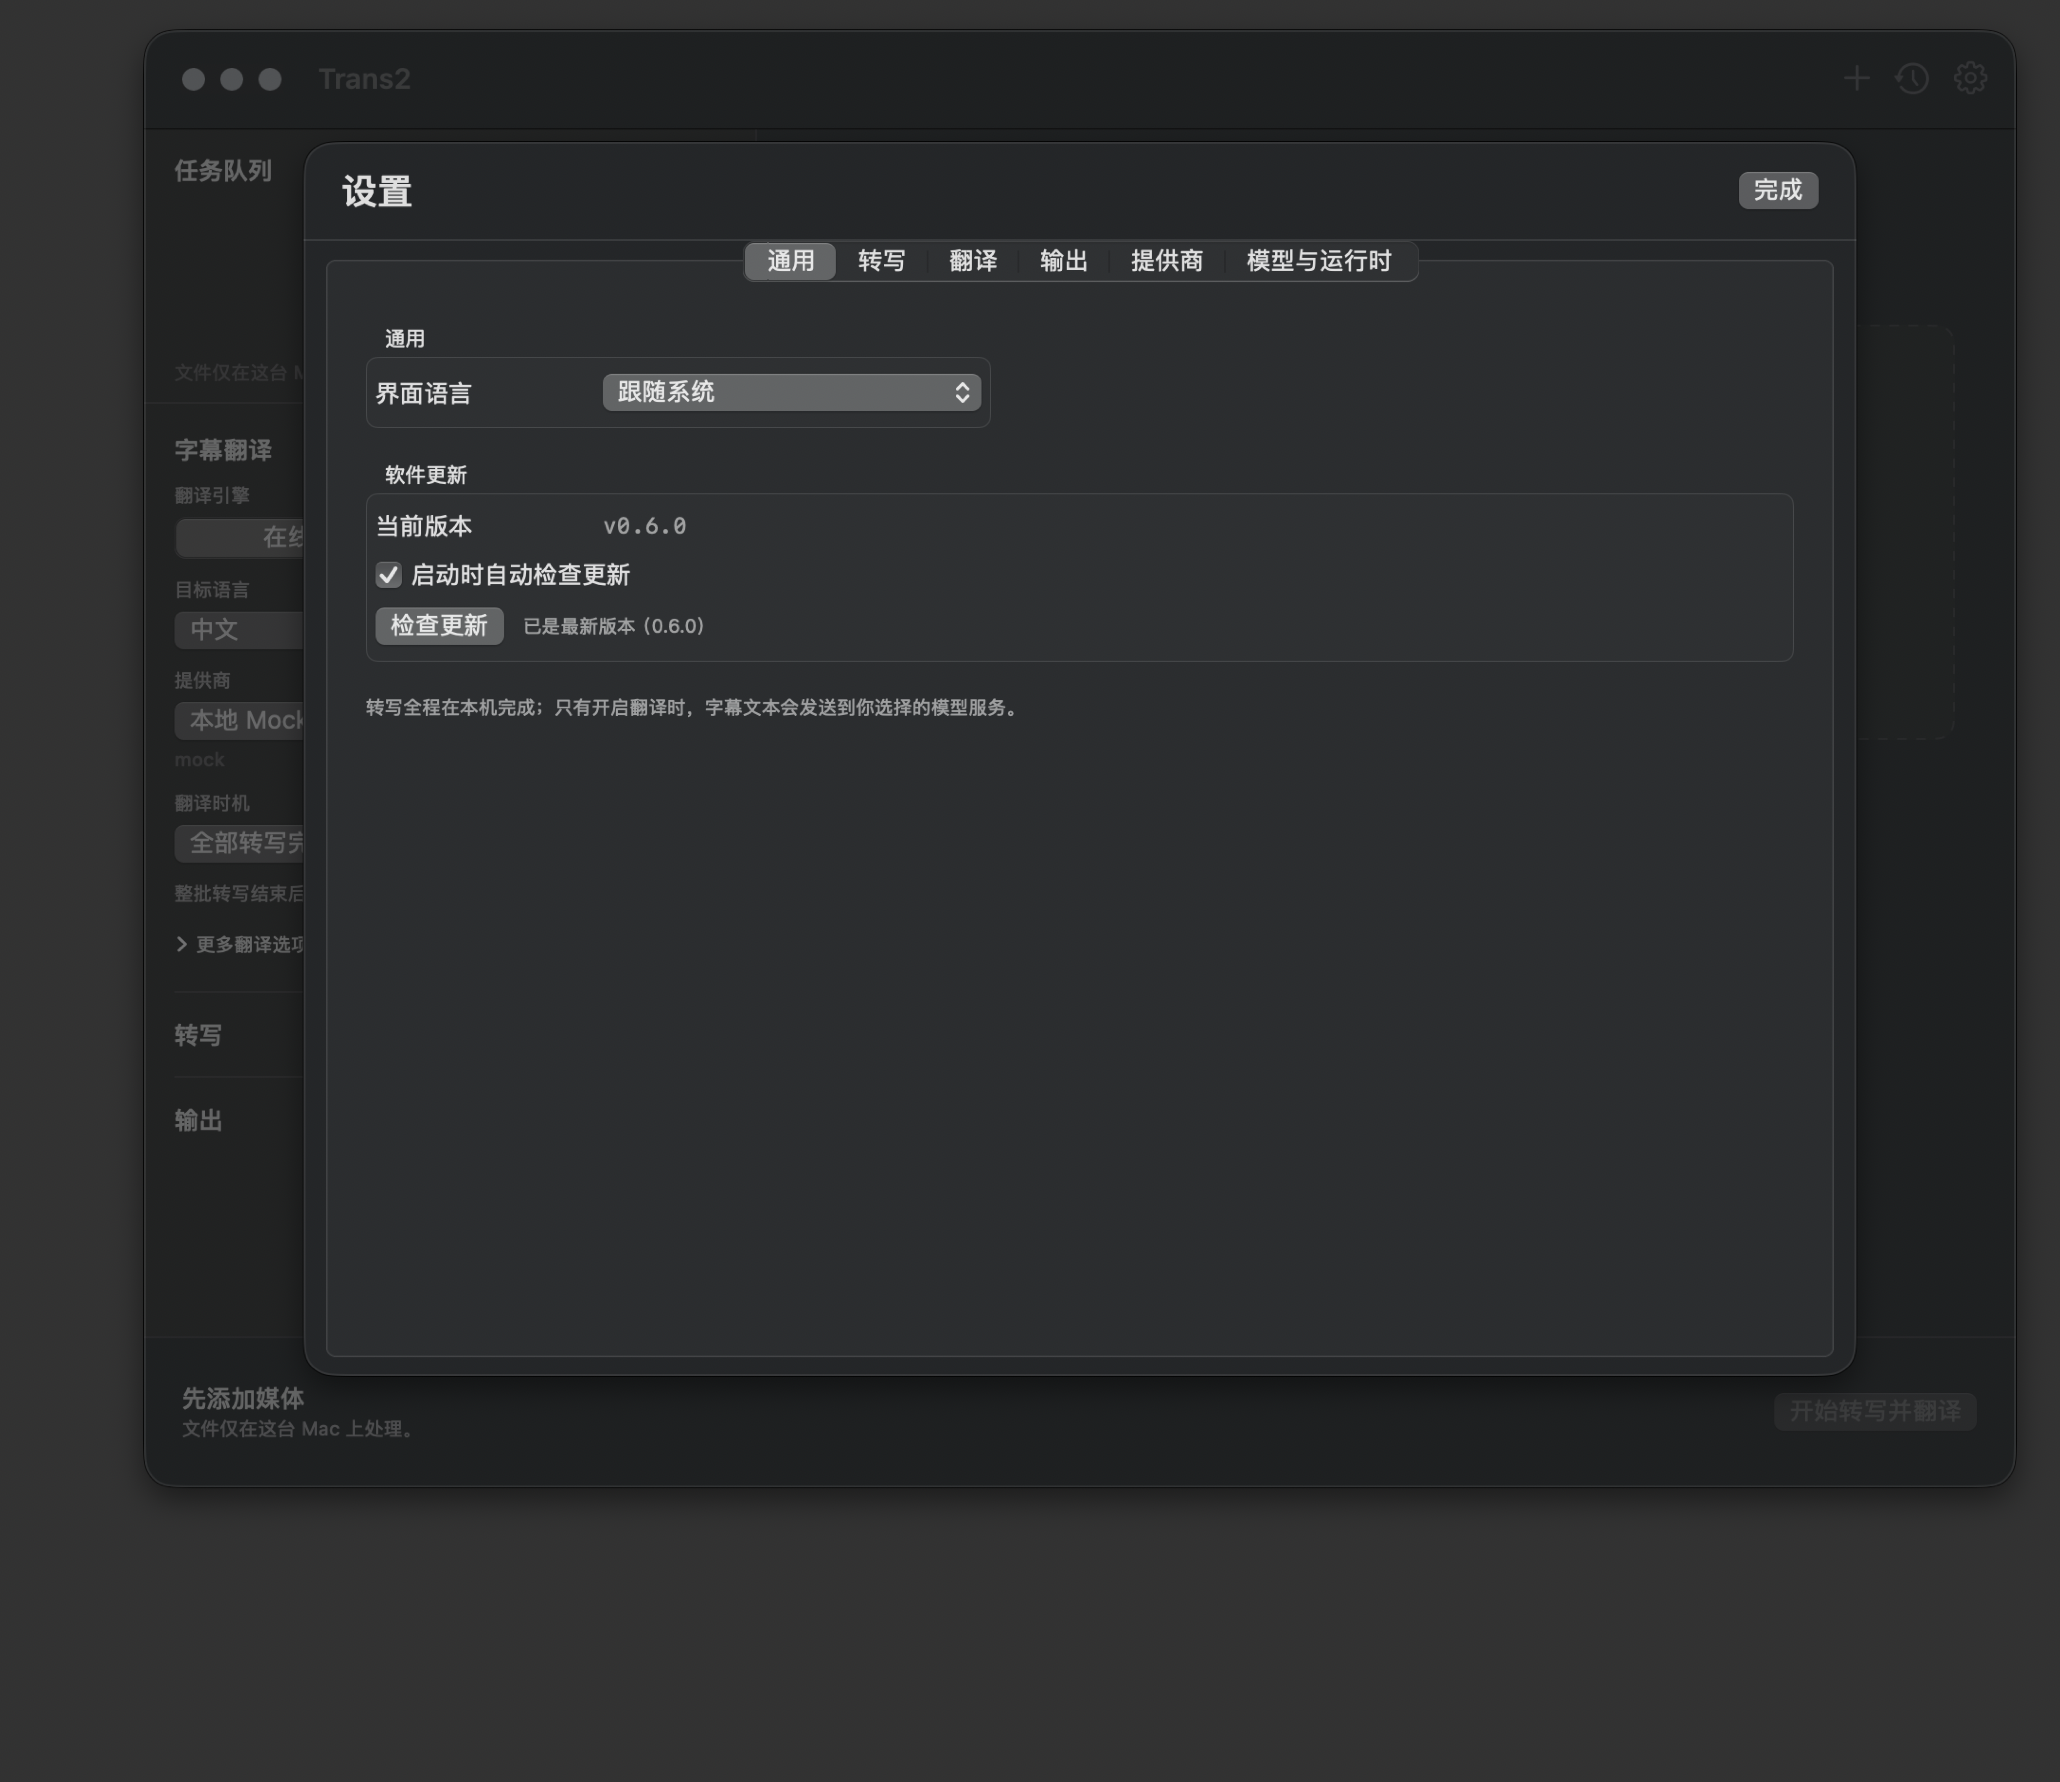 Trans2
任务队列
文件仅在这台
字幕翻译
翻译引擎
在线
目标语言
中文
提供商
本地 Mock
mock
翻译时机
全部转写完
整批转写结束后
更多翻译选项
转写
输出
设置
完成
通用 转写 翻译 输出 提供商 模型与运行时
通用
界面语言 跟随系统
软件更新
当前版本 v0.6.0
启动时自动检查更新
检查更新 已是最新版本 (0.6.0)
转写全程在本机完成；只有开启翻译时，字幕文本会发送到你选择的模型服务。
先添加媒体
文件仅在这台 Mac 上处理。
开始转写并翻译